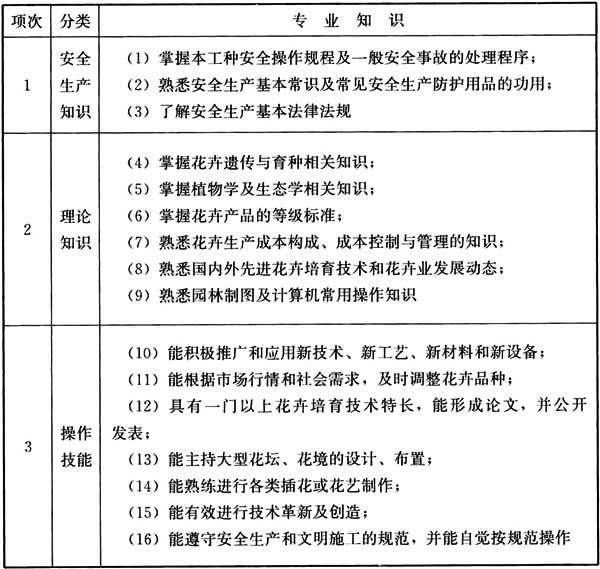 项次 分类 专业知识
1
安全
生产
知识
（1）掌握本工种安全操作规程及一般安全事故的处理程序；
（2）熟悉安全生产基本常识及常见安全生产防护用品的功用；
（3）了解安全生产基本法律法规
2
理论
知识
（4）掌握花卉遗传与育种相关知识；
（5）掌握植物学及生态学相关知识；
（6）掌握花卉产品的等级标准；
（7）熟悉花卉生产成本构成、成本控制与管理的知识；
（8）熟悉国内外先进花卉培育技术和花卉业发展动态；
（9）熟悉园林制图及计算机常用操作知识
3
操作
技能
（10）能积极推广和应用新技术、新工艺、新材料和新设备；
（11）能根据市场行情和社会需求，及时调整花卉品种；
（12）具有一门以上花卉培育技术特长，能形成论文，并公开
发表；
（13）能主持大型花坛、花境的设计、布置；
（14）能熟练进行各类插花或花艺制作；
（15）能有效进行技术革新及创造；
（16）能遵守安全生产和文明施工的规范，并能自觉按规范操作